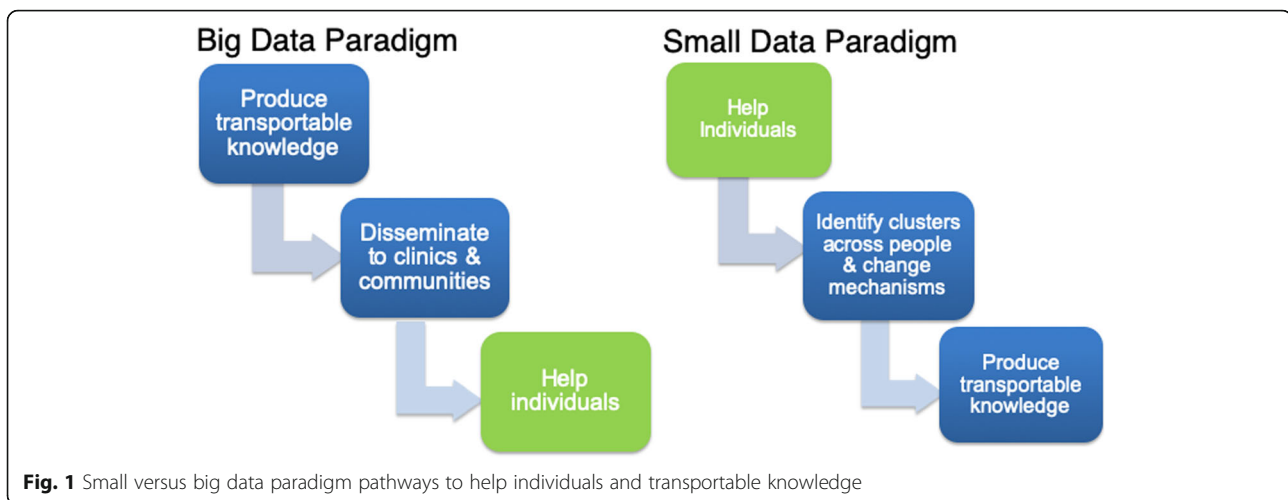 Big Data Paradigm
Produce
transportable
knowledge
Disseminate
to clinics &
communities
Help
individuals
Small Data Paradigm
Help
Individuals
Identify clusters
across people
& change
mechanisms
Produce
transportable
knowledge
Fig. 1 Small versus big data paradigm pathways to help individuals and transportable knowledge